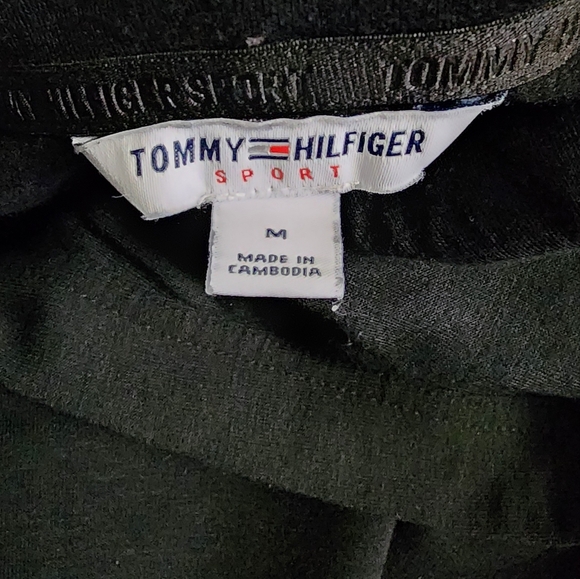 HILFIGER SPORT TOMMY
TOMMY HILFIGER
SPORT
M
MADE IN
CAMBODIA